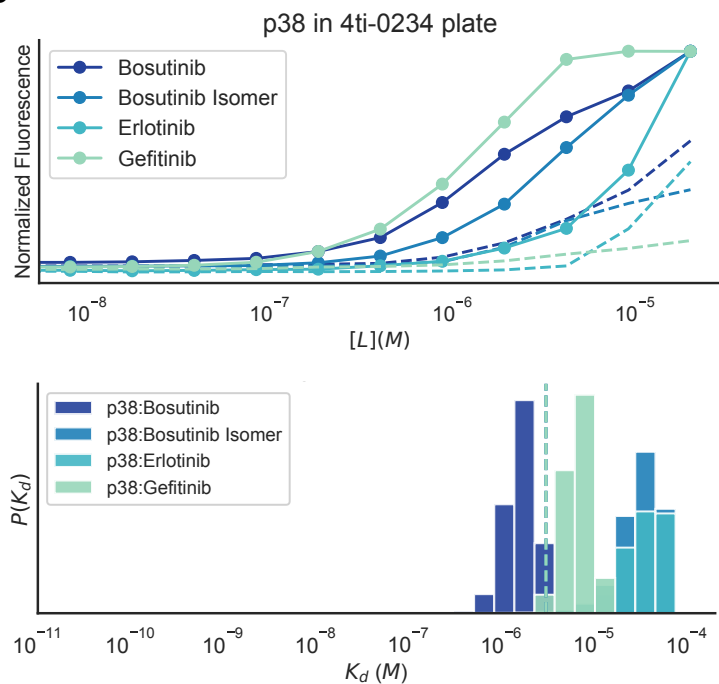 p38 in 4ti-0234 plate
Normalized Fluorescence
Bosutinib
Bosutinib Isomer
Erlotinib
Gefitinib
10⁻⁸ 10⁻⁷ 10⁻⁶ 10⁻⁵
[L](M)
P(K_d)
p38:Bosutinib
p38:Bosutinib Isomer
p38:Erlotinib
p38:Gefitinib
10⁻¹¹ 10⁻¹⁰ 10⁻⁹ 10⁻⁸ 10⁻⁷ 10⁻⁶ 10⁻⁵ 10⁻⁴
K_d (M)